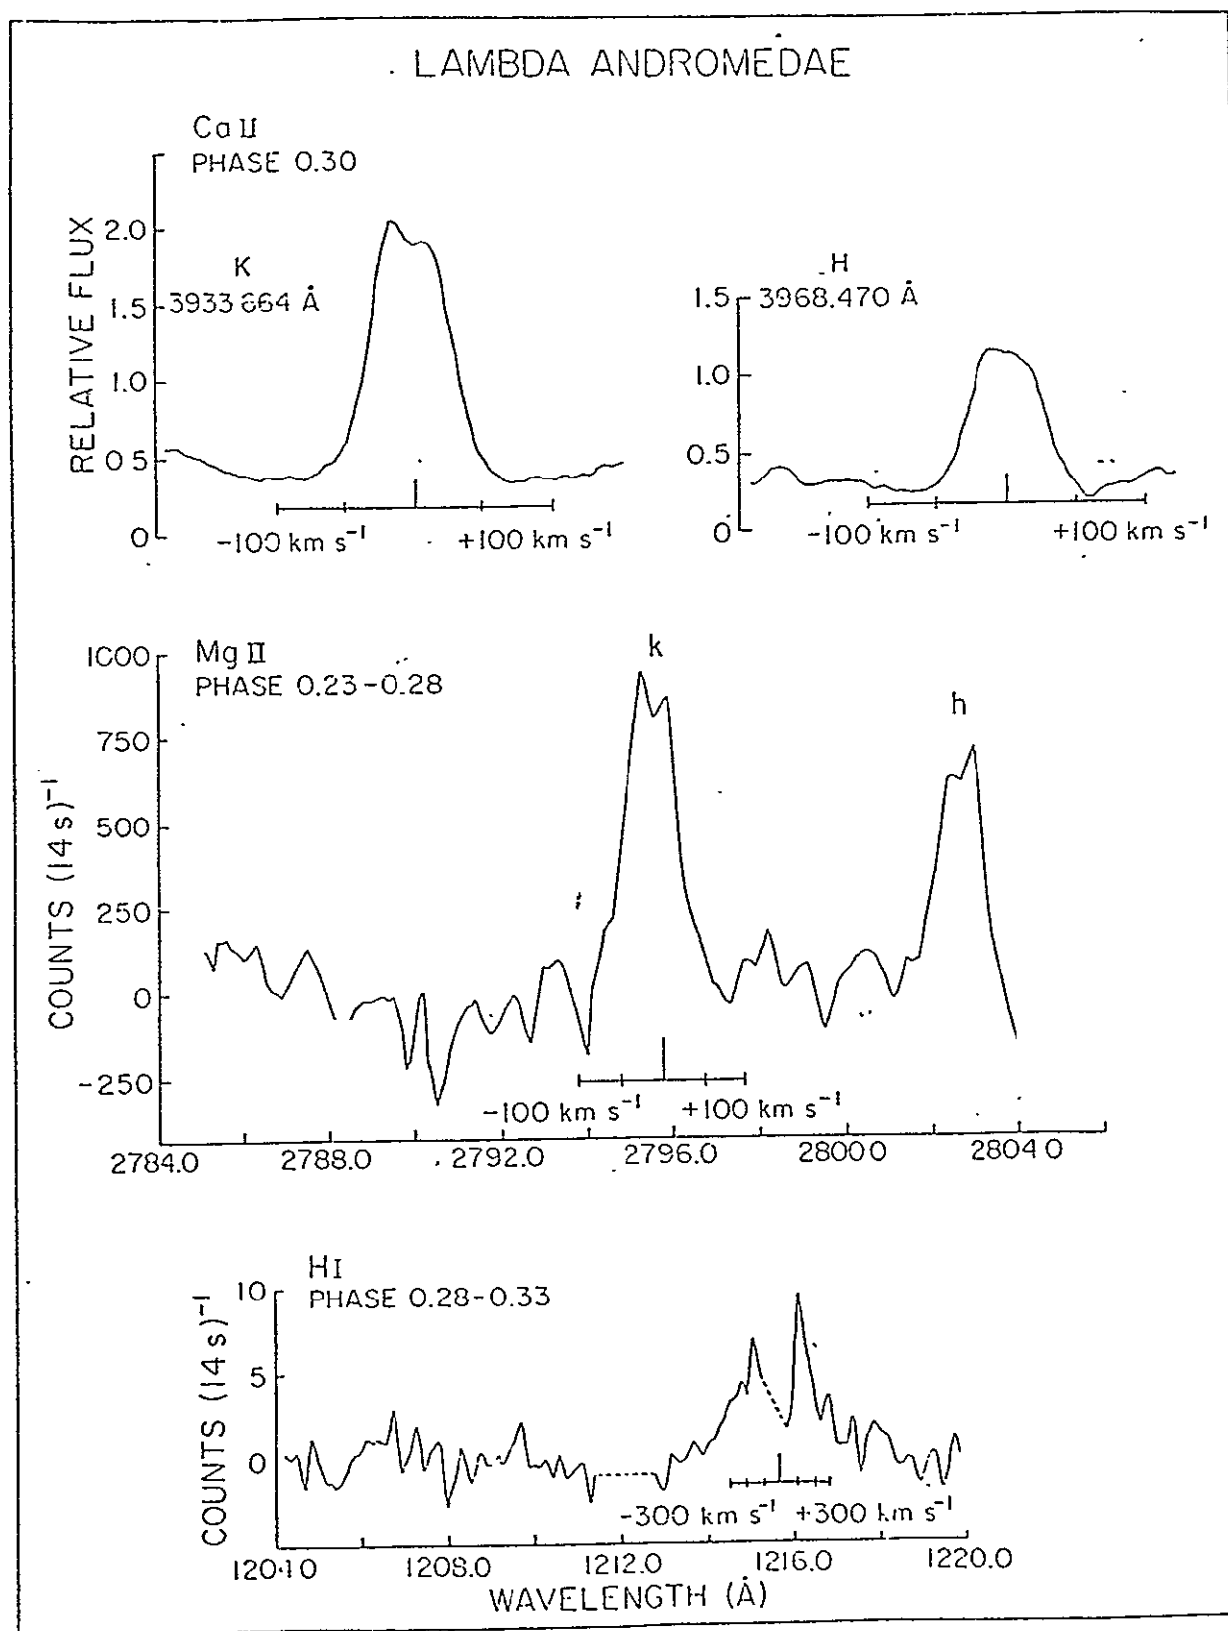 LAMBDA ANDROMEDAE
Ca II
PHASE 0.30
RELATIVE FLUX
2.0
1.5
1.0
0.5
0
K
3933.664 Å
-100 km s⁻¹
+100 km s⁻¹
H
3968.470 Å
1.5
1.0
0.5
0
-100 km s⁻¹
+100 km s⁻¹
Mg II
PHASE 0.23-0.28
COUNTS (14 s)⁻¹
1000
750
500
250
0
-250
k
h
-100 km s⁻¹
+100 km s⁻¹
2784.0
2788.0
2792.0
2796.0
2800.0
2804.0
H I
PHASE 0.28-0.33
COUNTS (14 s)⁻¹
10
5
0
-300 km s⁻¹
+300 km s⁻¹
1204.0
1208.0
1212.0
1216.0
1220.0
WAVELENGTH (Å)